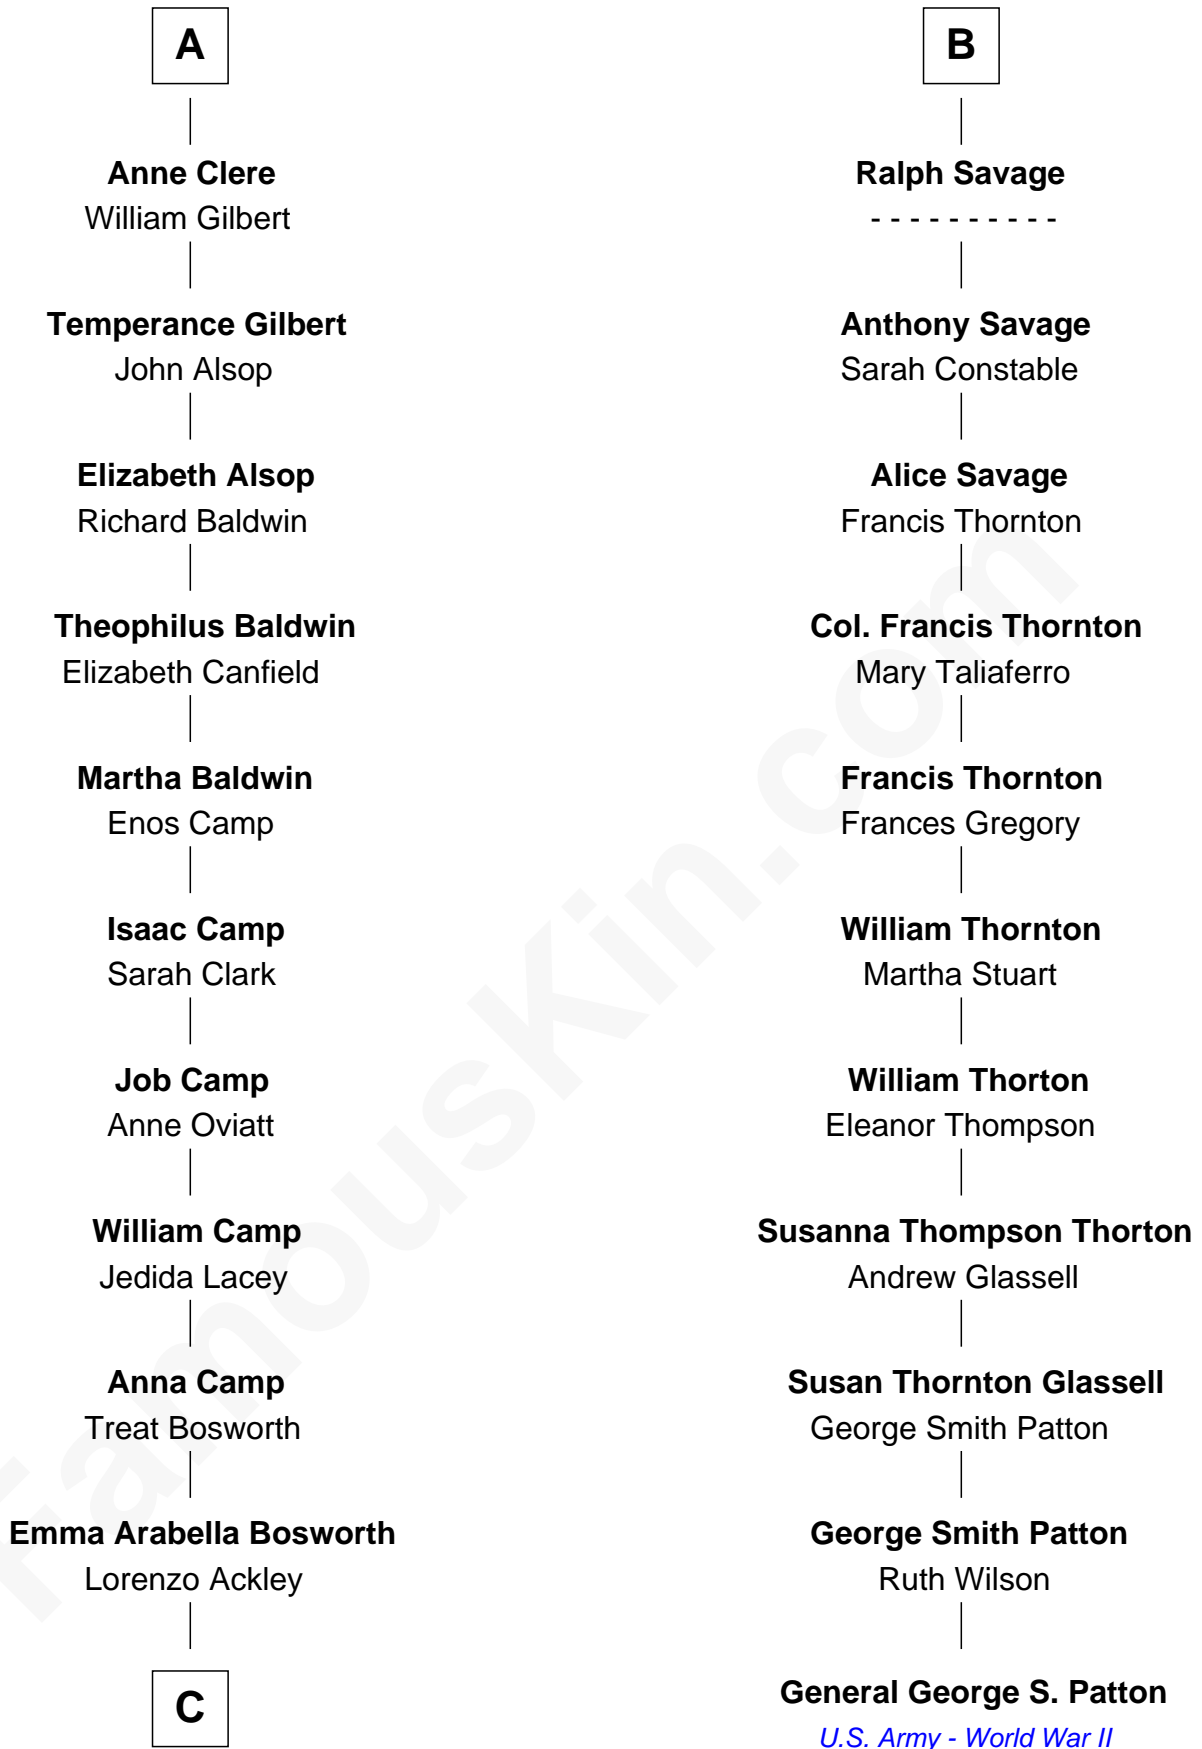 A
Anne Clere
William Gilbert
Temperance Gilbert
John Alsop
Elizabeth Alsop
Richard Baldwin
Theophilus Baldwin
Elizabeth Canfield
Martha Baldwin
Enos Camp
Isaac Camp
Sarah Clark
Job Camp
Anne Oviatt
William Camp
Jedida Lacey
Anna Camp
Treat Bosworth
Emma Arabella Bosworth
Lorenzo Ackley
C
B
Ralph Savage
- - - - - - - - - -
Anthony Savage
Sarah Constable
Alice Savage
Francis Thornton
Col. Francis Thornton
Mary Taliaferro
Francis Thornton
Frances Gregory
William Thornton
Martha Stuart
William Thorton
Eleanor Thompson
Susanna Thompson Thorton
Andrew Glassell
Susan Thornton Glassell
George Smith Patton
George Smith Patton
Ruth Wilson
General George S. Patton
U.S. Army - World War II
FamousKin.com